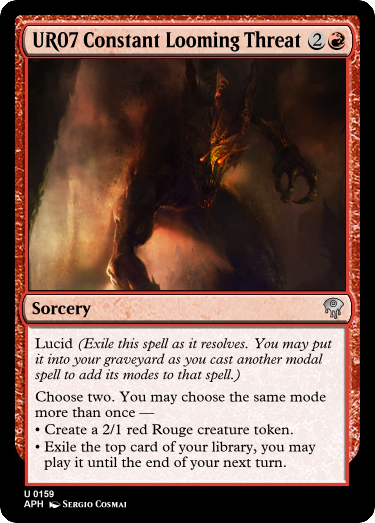 UR07 Constant Looming Threat 2
Sorcery
Lucid (Exile this spell as it resolves. You may put
it into your graveyard as you cast another modal
spell to add its modes to that spell.)
Choose two. You may choose the same mode
more than once —
• Create a 2/1 red Rouge creature token.
• Exile the top card of your library, you may
play it until the end of your next turn.
U 0159
APH Sergio Cosmai